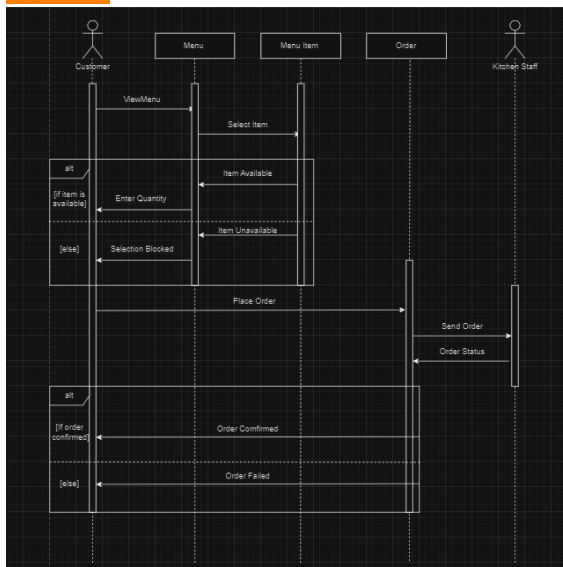 Menu
Menu Item
Order
Customer
Kitchen Staff
ViewMenu
Select Item
alt
Item Available
[if item is
available]
Enter Quantity
Item Unavailable
[else]
Selection Blocked
Place Order
Send Order
Order Status
alt
[If order
confirmed]
Order Comfirmed
Order Failed
[else]